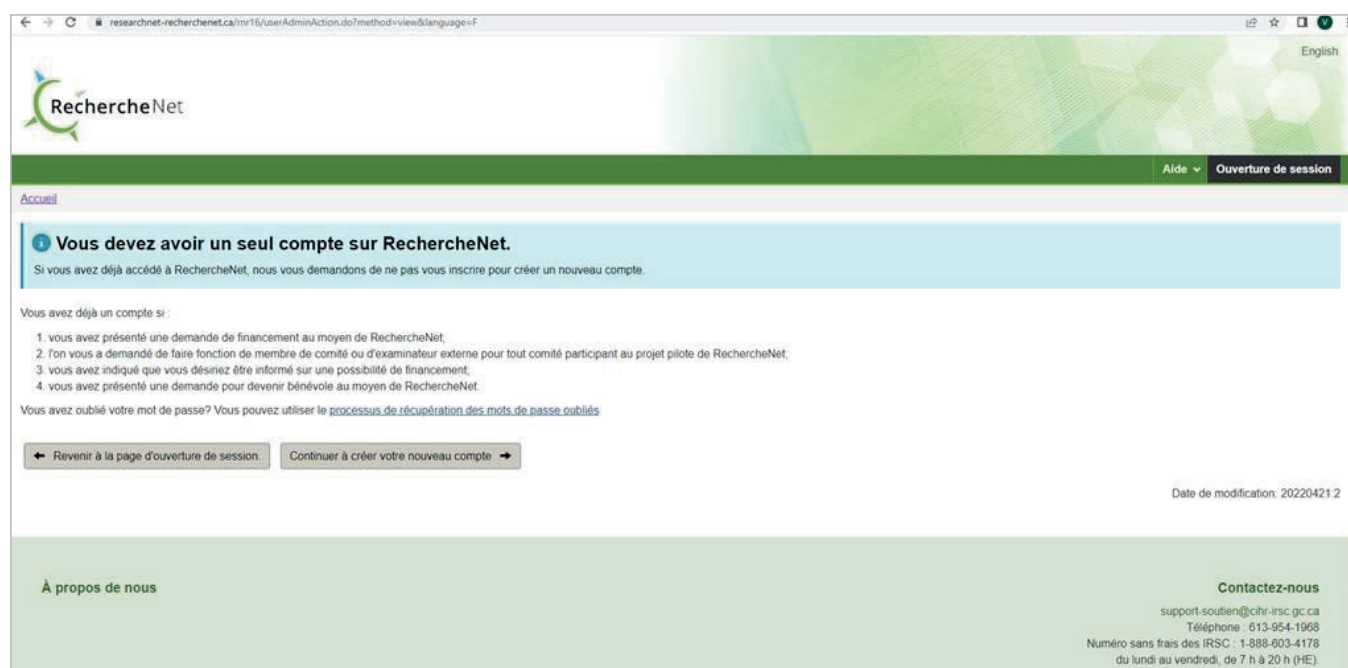 researchnet-recherchenet.ca/mr16/userAdminAction.do?method=view&language=F
V
English
RechercheNet
Aide
Ouverture de session
Accueil
Vous devez avoir un seul compte sur RechercheNet.
Si vous avez déjà accédé à RechercheNet, nous vous demandons de ne pas vous inscrire pour créer un nouveau compte.
Vous avez déjà un compte si :
1. vous avez présenté une demande de financement au moyen de RechercheNet;
2. l'on vous a demandé de faire fonction de membre de comité ou d'examinateur externe pour tout comité participant au projet pilote de RechercheNet;
3. vous avez indiqué que vous désiriez être informé sur une possibilité de financement;
4. vous avez présenté une demande pour devenir bénévole au moyen de RechercheNet.
Vous avez oublié votre mot de passe? Vous pouvez utiliser le processus de récupération des mots de passe oubliés
Revenir à la page d'ouverture de session
Continuer à créer votre nouveau compte
Date de modification: 20220421.2
À propos de nous
Contactez-nous
support-soutien@cihr-irsc.gc.ca
Téléphone : 613-954-1968
Numéro sans frais des IRSC : 1-888-603-4178
du lundi au vendredi, de 7 h à 20 h (HE).